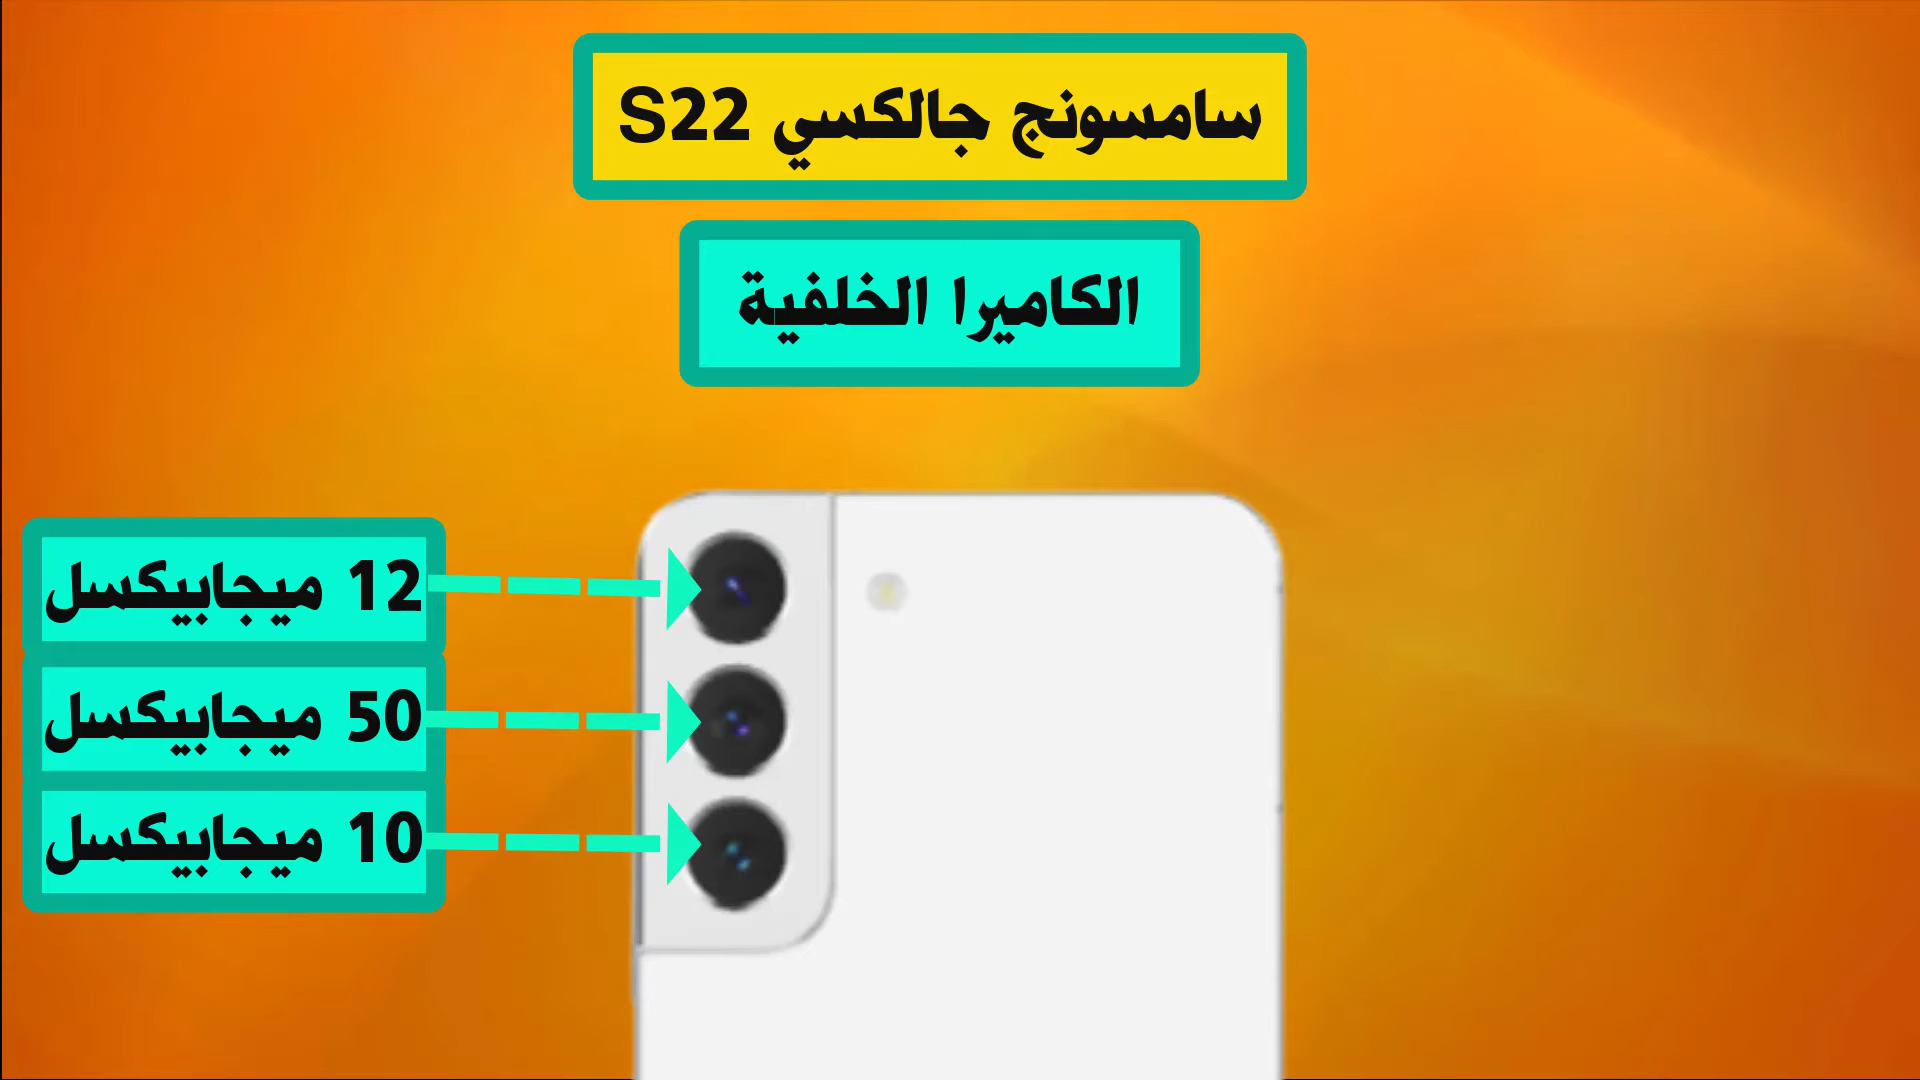 سامسونج جالكسي S22
الكاميرا الخلفية
12 ميجابيكسل
50 ميجابيكسل
10 ميجابيكسل